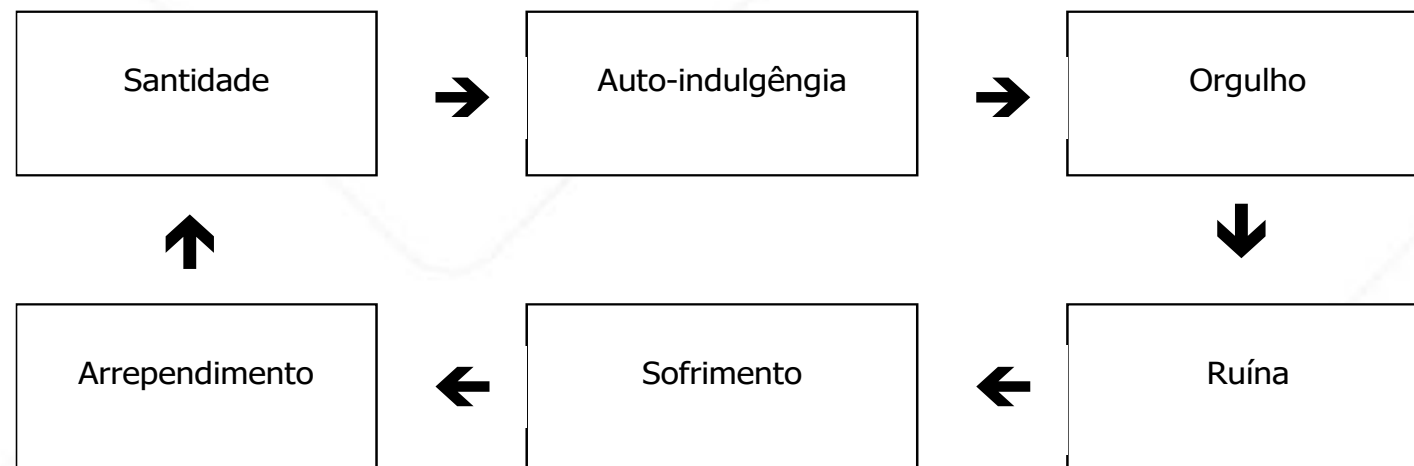 Santidade
Auto-indulgêngia
Orgulho
Arrependimento
Sofrimento
Ruína